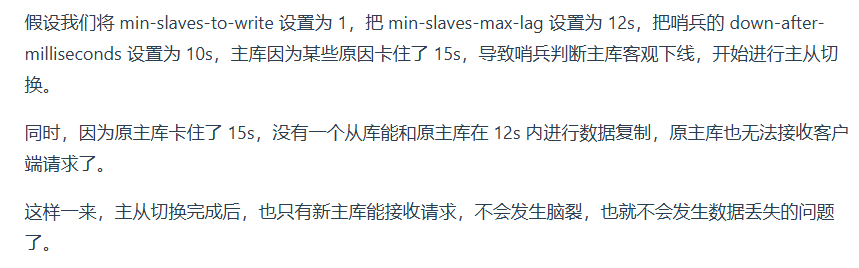 假设我们将 min-slaves-to-write 设置为 1，把 min-slaves-max-lag 设置为 12s，把哨兵的 down-after-
milliseconds 设置为 10s，主库因为某些原因卡住了 15s，导致哨兵判断主库客观下线，开始进行主从切
换。
同时，因为原主库卡住了 15s，没有一个从库能和原主库在 12s 内进行数据复制，原主库也无法接收客户
端请求了。
这样一来，主从切换完成后，也只有新主库能接收请求，不会发生脑裂，也就不会发生数据丢失的问题
了。